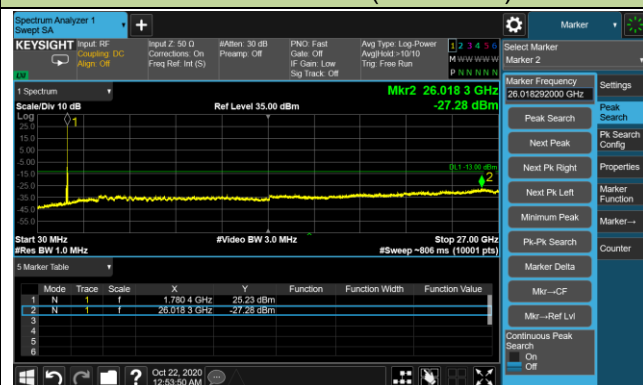 Spectrum Analyzer 1
Swept SA
Marker
KEYSIGHT
Input: RF
Coupling: DC
Align: Off
Input Z: 50 Ω
Corrections: On
Freq Ref: Int (S)
#Atten: 30 dB
Preamp: Off
PNO: Fast
Gate: Off
IF Gain: Low
Sig Track: Off
Avg Type: Log-Power
Avg|Hold:>10/10
Trig: Free Run
1 2 3 4 5 6
M W W W W W
P N N N N N
Select Marker
Marker 2
1 Spectrum
Mkr2 26.018 3 GHz
Scale/Div 10 dB
Ref Level 35.00 dBm
-27.28 dBm
Log
25.0
15.0
5.00
-5.00
-15.0
-25.0
-35.0
-45.0
-55.0
1
DL1 -13.00 dBm
2
Start 30 MHz
#Video BW 3.0 MHz
Stop 27.00 GHz
#Res BW 1.0 MHz
#Sweep ~806 ms (10001 pts)
5 Marker Table
Mode Trace Scale X Y Function Function Width Function Value
1 N 1 f 1.780 4 GHz 25.23 dBm
2 N 1 f 26.018 3 GHz -27.28 dBm
3
4
5
6
Marker Frequency
26.018292000 GHz
Peak Search
Next Peak
Next Pk Right
Next Pk Left
Minimum Peak
Pk-Pk Search
Marker Delta
Mkr→CF
Mkr→Ref Lvl
Continuous Peak
Search
On
Off
Settings
Peak
Search
Pk Search
Config
Properties
Marker
Function
Marker→
Counter
Oct 22, 2020
12:53:50 AM